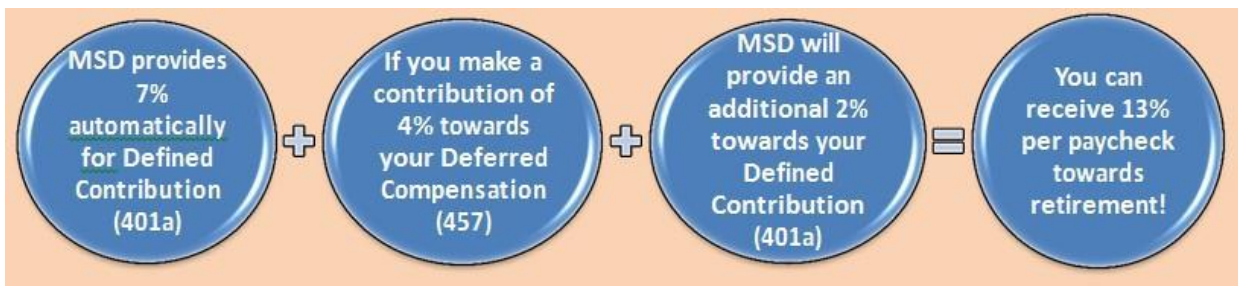 MSD provides
7%
automatically
for Defined
Contribution
(401a)
If you make a
contribution of
4% towards
your Deferred
Compensation
(457)
MSD will
provide an
additional 2%
towards your
Defined
Contribution
(401a)
You can
receive 13%
per paycheck
towards
retirement!